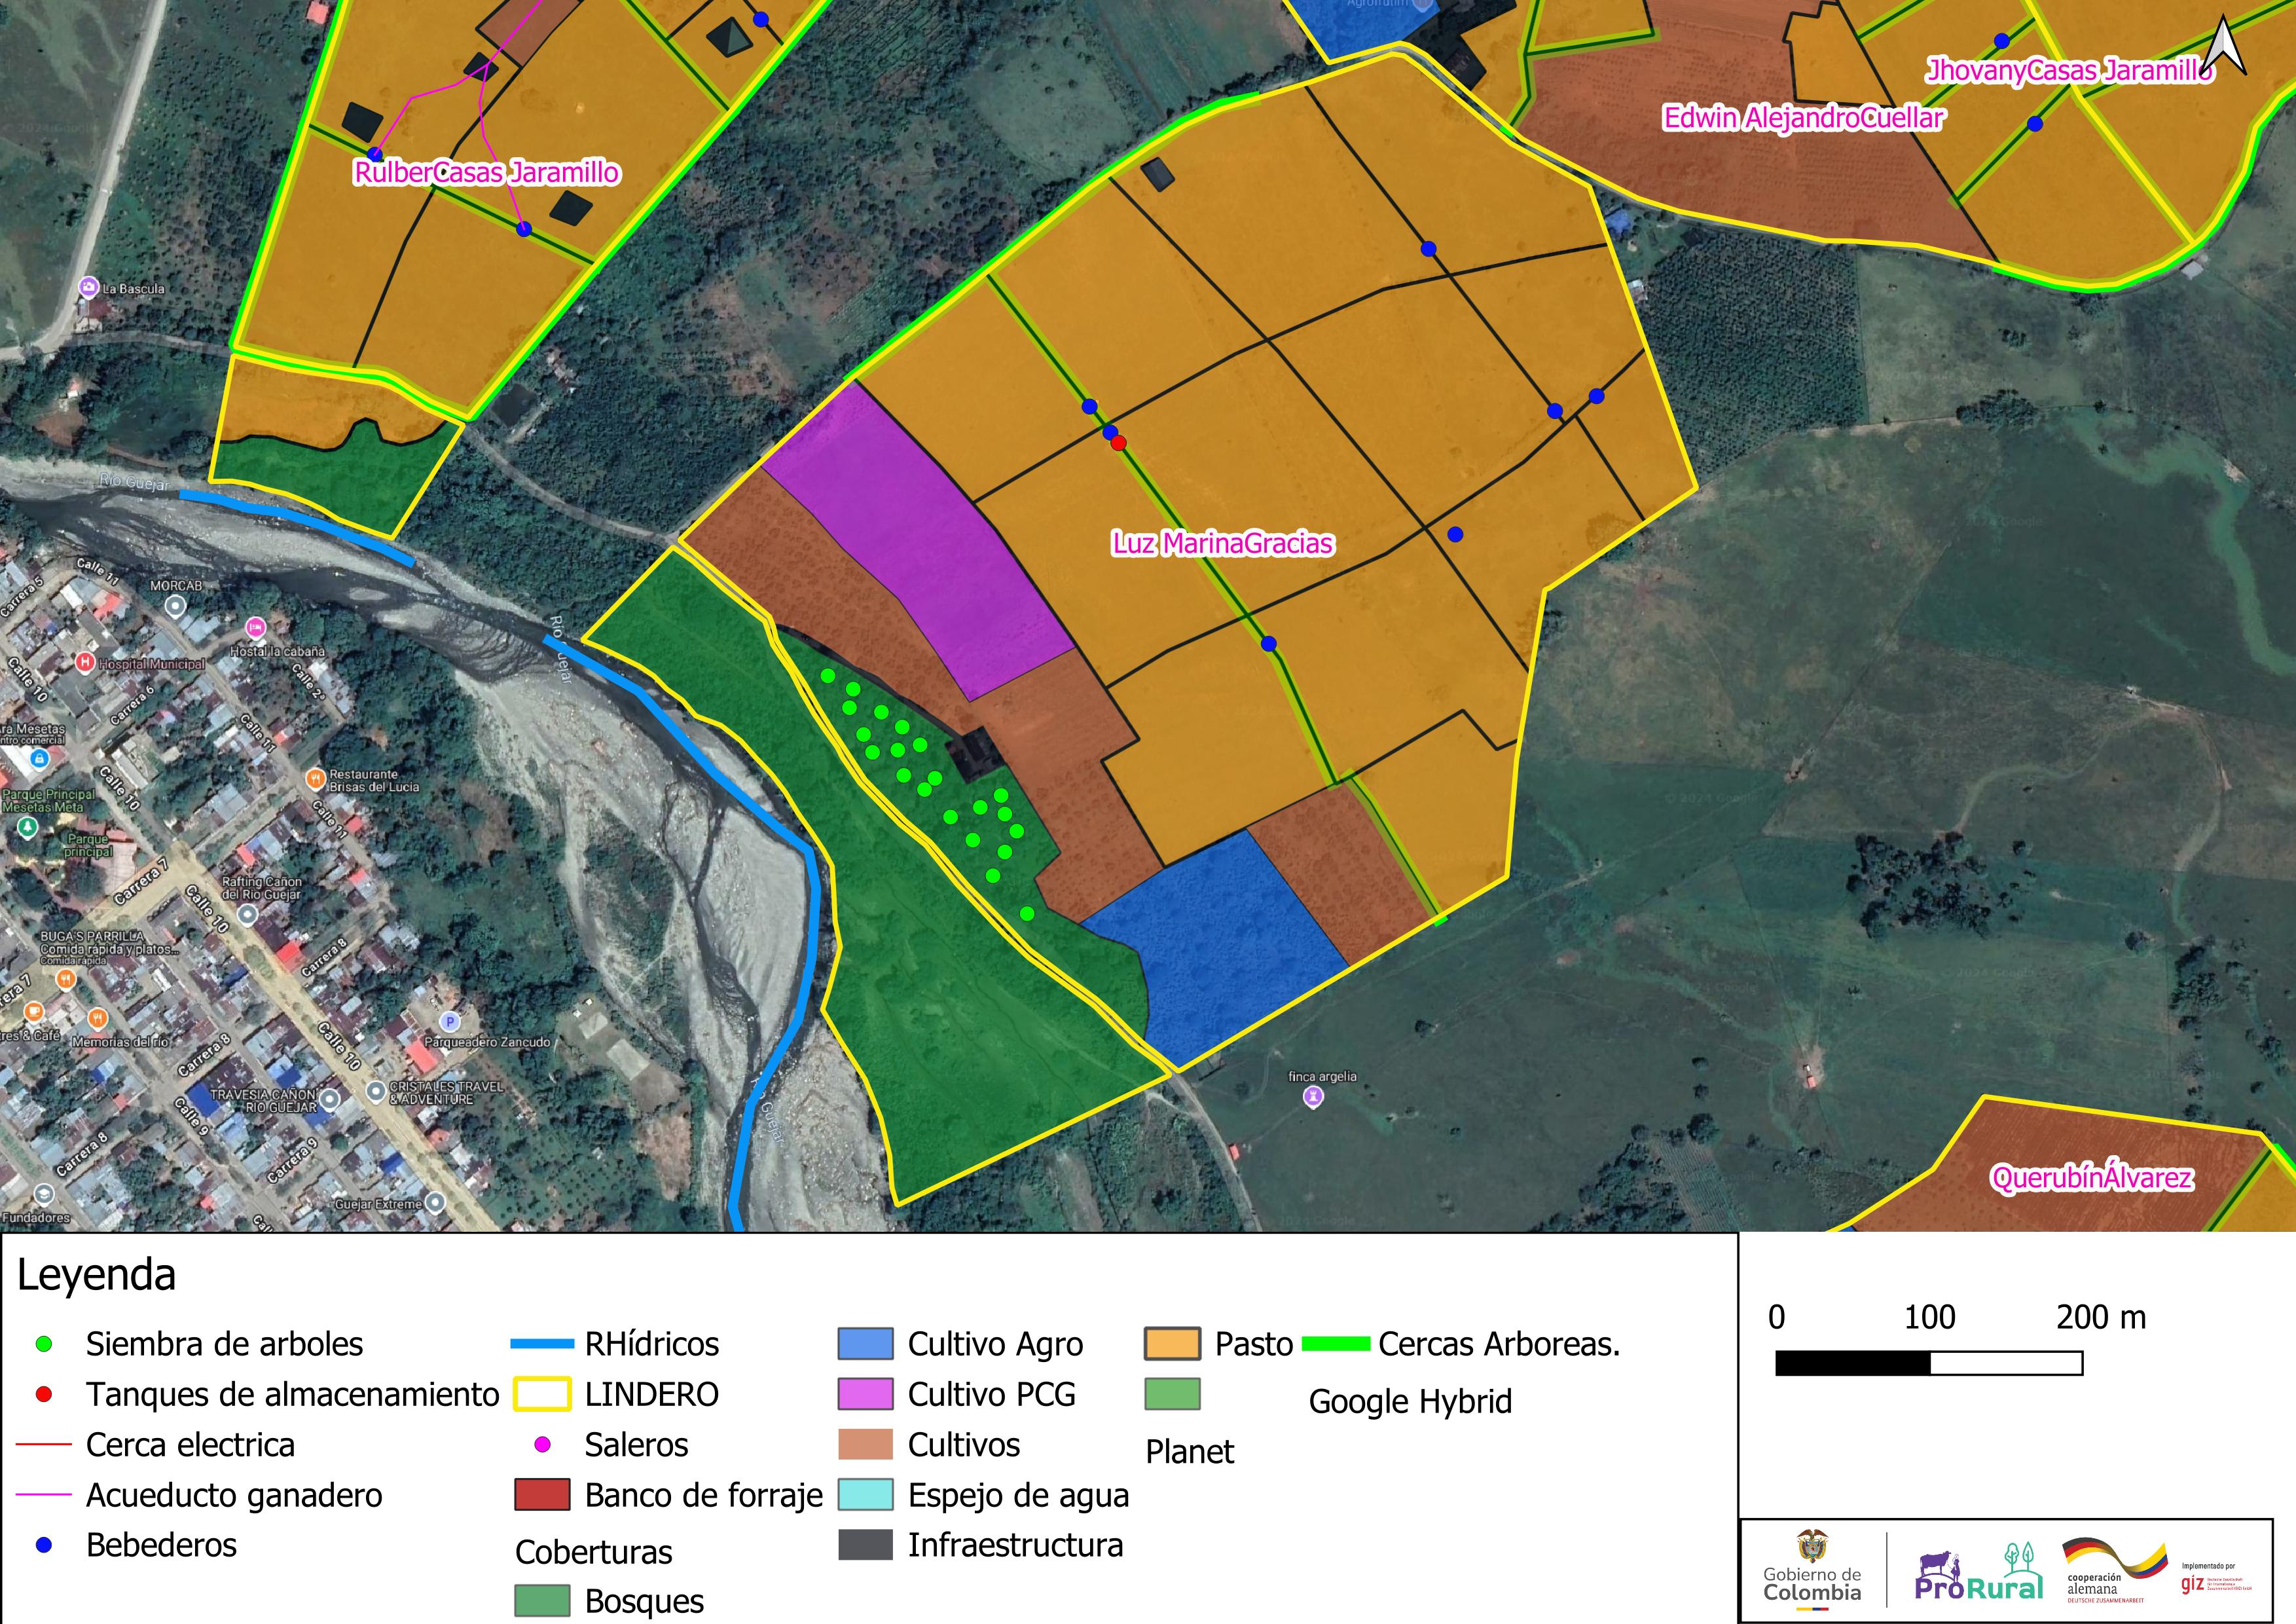 Agrofrutim
JhovanyCasas Jaramillo
Edwin AlejandroCuellar
RulberCasas Jaramillo
La Bascula
Río Guejar
Luz MarinaGracias
Calle 11
Carrera 5
MORCAB
Hostal la cabaña
Hospital Municipal
Río Guejar
Calle 10
Calle 2ª
Carrera 6
Calle 11
ara Mesetas
ntro comercial
Restaurante
Brisas del Lucia
Calle 10
Parque Principal
Mesetas Meta
Calle 11
Parque
principal
Carrera 7
Rafting Cañon
del Rio Guejar
Calle 10
BUGA'S PARRILLA
Comida rápida y platos...
Comida rápida
Carrera 8
rera 7
res & Café
Memorias del río
Parqueadero Zancudo
Calle 10
Carrera 8
TRAVESIA CAÑON
RIO GUEJAR
CRISTALES TRAVEL
& ADVENTURE
finca argelia
Río Guejar
Calle 9
Carrera 8
Carrera 9
QuerubínÁlvarez
Guejar Extreme
Fundadores
Call
Leyenda
Siembra de arboles
Tanques de almacenamiento
Cerca electrica
Acueducto ganadero
Bebederos
RHídricos
LINDERO
Saleros
Banco de forraje
Coberturas
Bosques
Cultivo Agro
Cultivo PCG
Cultivos
Espejo de agua
Infraestructura
Pasto
Planet
Cercas Arboreas.
Google Hybrid
0 100 200 m
Gobierno de
Colombia
ProRural
cooperación
alemana
DEUTSCHE ZUSAMMENARBEIT
Implementado por
giz